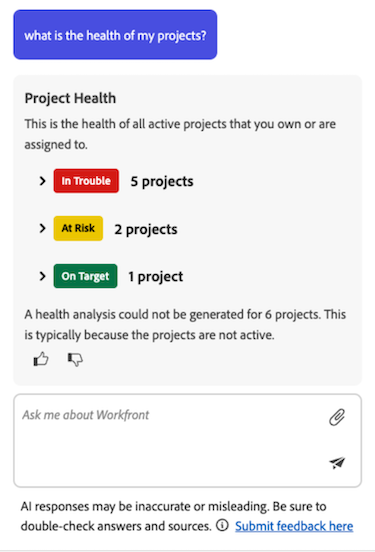 what is the health of my projects?
Project Health
This is the health of all active projects that you own or are
assigned to.
In Trouble 5 projects
At Risk 2 projects
On Target 1 project
A health analysis could not be generated for 6 projects. This
is typically because the projects are not active.
Ask me about Workfront
AI responses may be inaccurate or misleading. Be sure to
double-check answers and sources. Submit feedback here